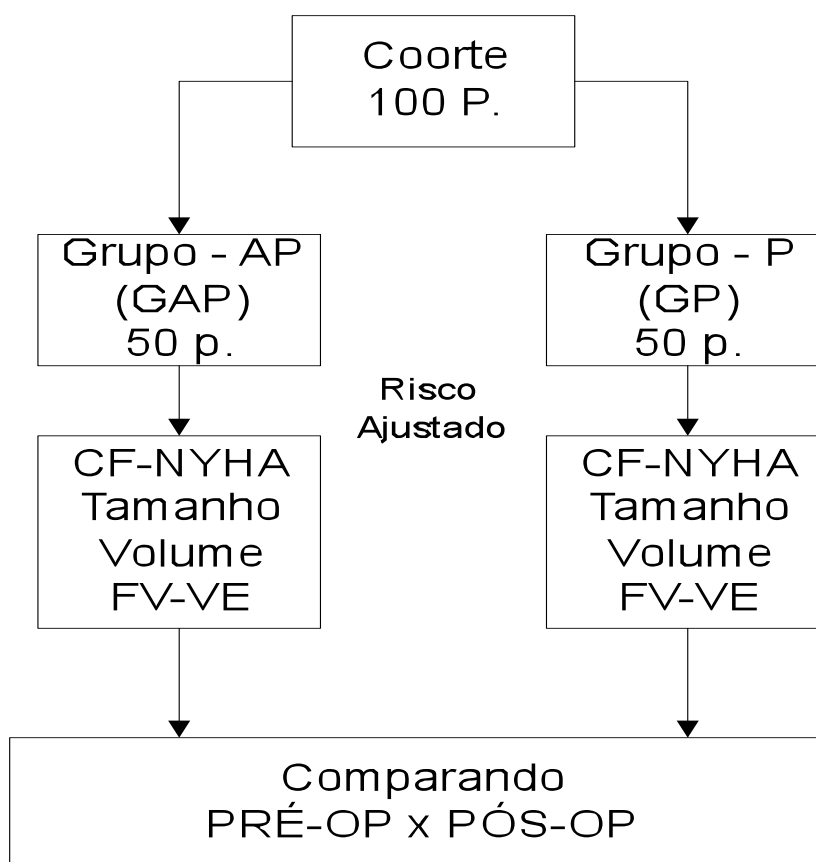 Coorte
100 P.
Grupo - AP
(GAP)
50 p.
Grupo - P
(GP)
50 p.
Risco
Ajustado
CF-NYHA
Tamanho
Volume
FV-VE
CF-NYHA
Tamanho
Volume
FV-VE
Comparando
PRÉ-OP x PÓS-OP